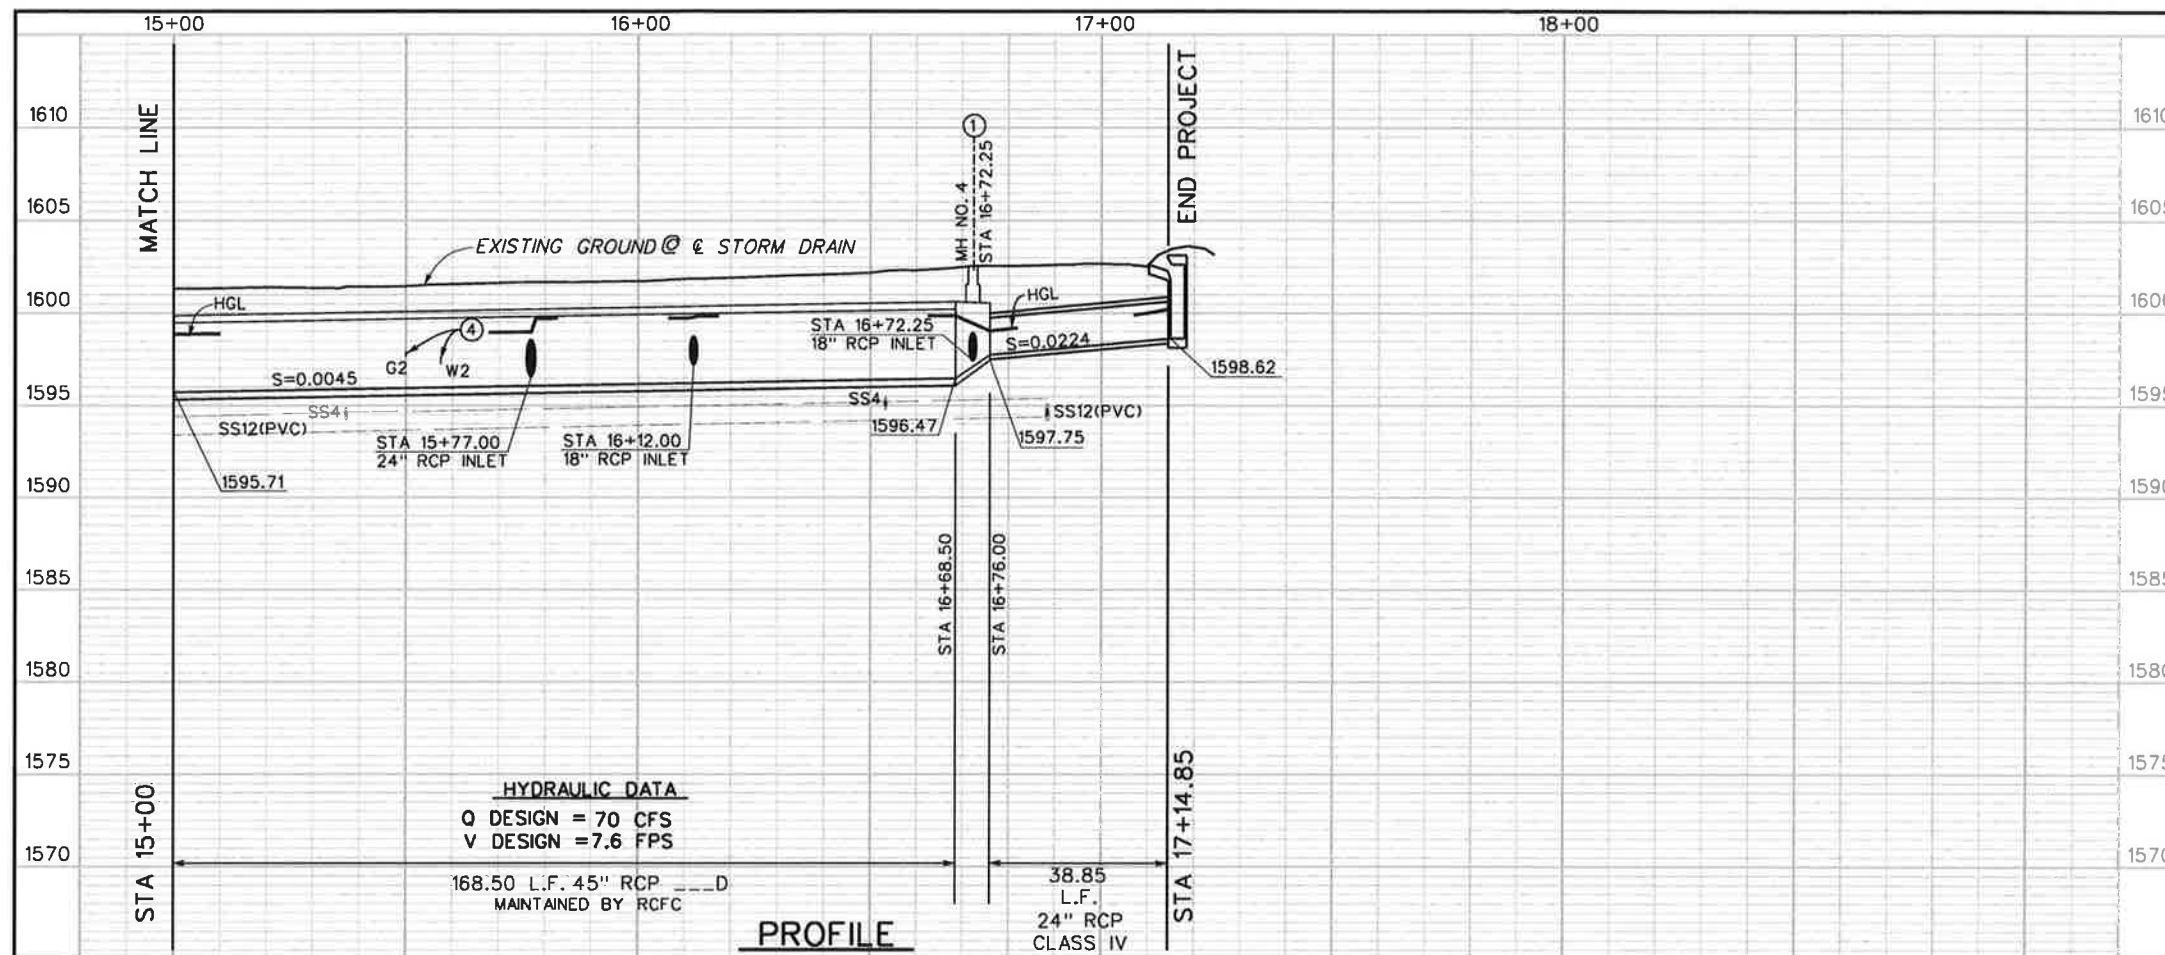 15+00 16+00 17+00 18+00
MATCH LINE
STA 15+00
1610
1605
1600
1595
1590
1585
1580
1575
1570
EXISTING GROUND @ ℄ STORM DRAIN
HGL
4
G2 W2
S=0.0045
SS4
SS12(PVC)
1595.71
STA 15+77.00
24" RCP INLET
STA 16+12.00
18" RCP INLET
1
MH NO. 4
STA 16+72.25
STA 16+72.25
18" RCP INLET
SS4
1596.47
HGL
S=0.0224
SS12(PVC)
1597.75
1598.62
END PROJECT
STA 17+14.85
STA 16+68.50
STA 16+76.00
HYDRAULIC DATA
Q DESIGN = 70 CFS
V DESIGN = 7.6 FPS
168.50 L.F. 45" RCP ___D
MAINTAINED BY RCFC
38.85
L.F.
24" RCP
CLASS IV
PROFILE
1610